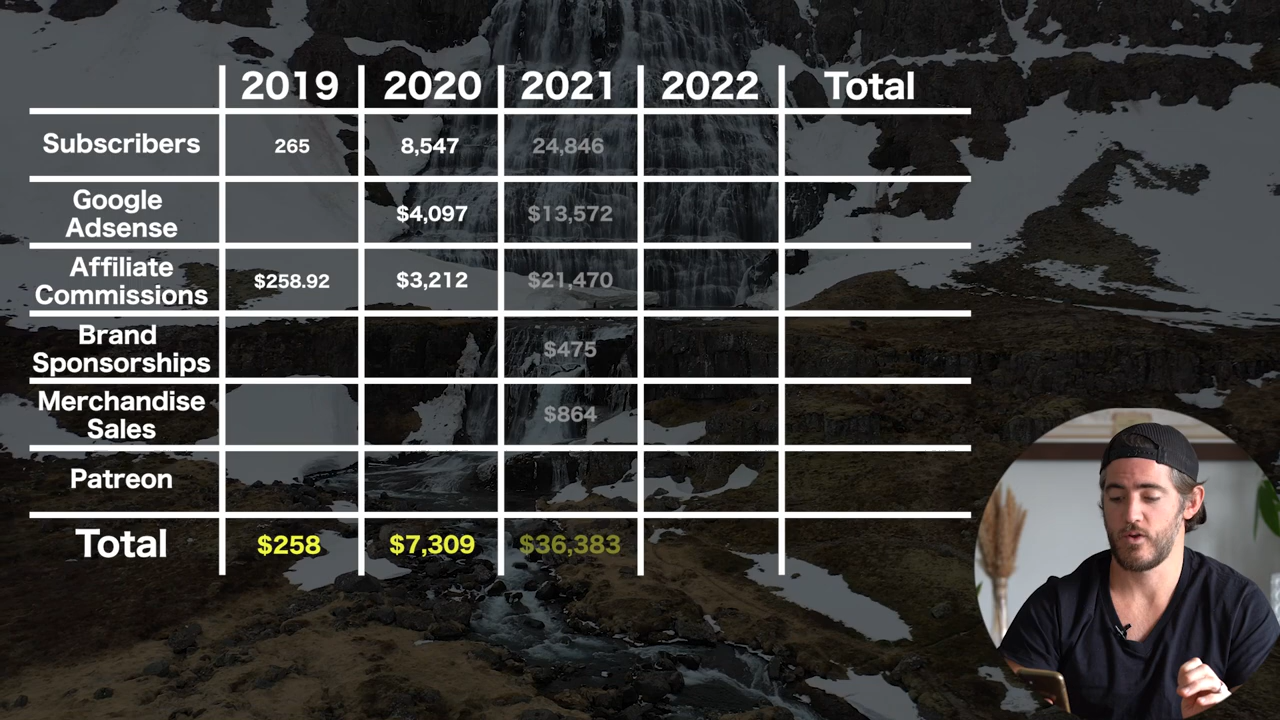 2019 2020 2021 2022 Total
Subscribers 265 8,547 24,846
Google
Adsense $4,097 $13,572
Affiliate
Commissions $258.92 $3,212 $21,470
Brand
Sponsorships $475
Merchandise
Sales $864
Patreon
Total $258 $7,309 $36,383